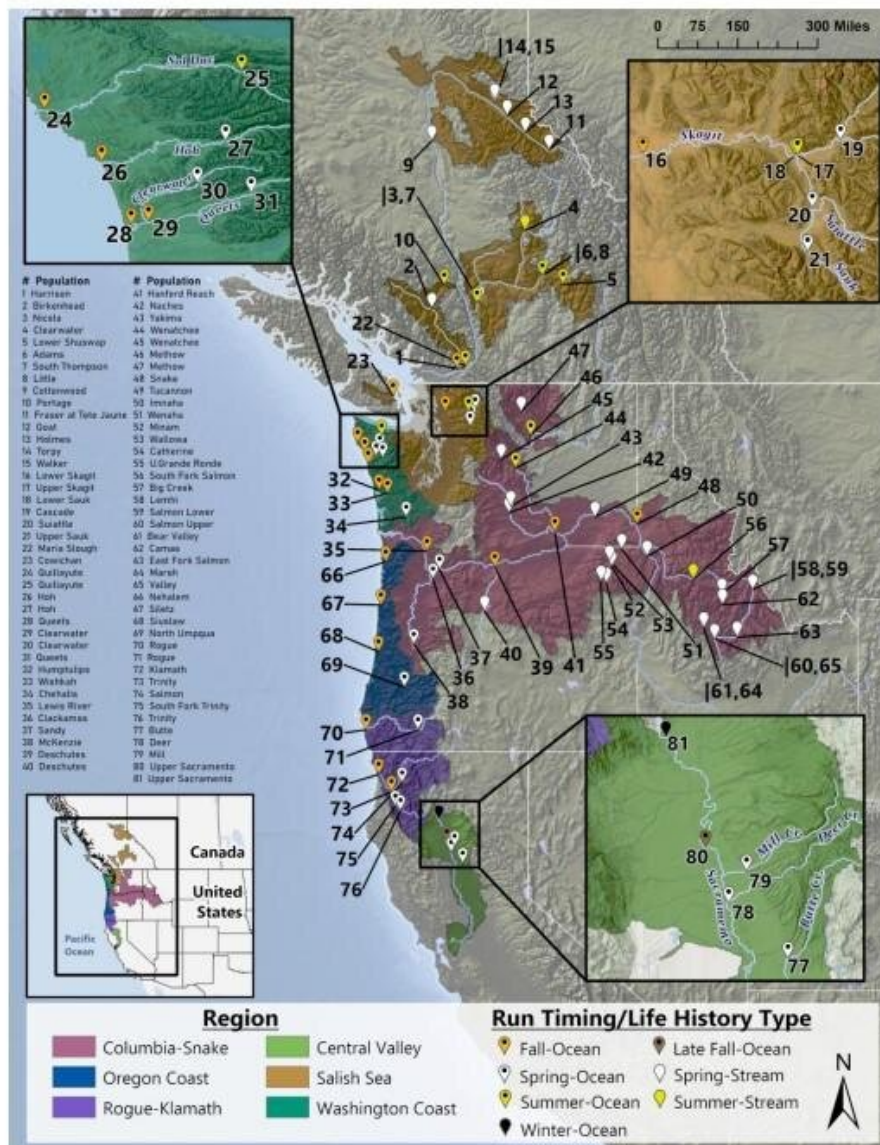 0 75 150 300 Miles
Sol Duc
25
24
Hoh
27
26
Clearwater
30
31
28
29
Queets
|14,15
12
13
11
9
Skagit
16
18
17
19
20
Suiattle
21
Sauk
|3,7
4
10
|6,8
2
5
22
1
23
# Population # Population
1 Harrison 41 Hanford Reach
2 Birkenhead 42 Naches
3 Nicola 43 Yakima
4 Clearwater 44 Wenatchee
5 Lower Shuswap 45 Wenatchee
6 Adams 46 Methow
7 South Thompson 47 Methow
8 Little 48 Snake
9 Cottonwood 49 Tucannon
10 Portage 50 Imnaha
11 Fraser at Tete Jaune 51 Wenaha
12 Goat 52 Minam
13 Holmes 53 Wallowa
14 Torpy 54 Catherine
15 Walker 55 U.Grande Ronde
16 Lower Skagit 56 South Fork Salmon
17 Upper Skagit 57 Big Creek
18 Lower Sauk 58 Lemhi
19 Cascade 59 Salmon Lower
20 Suiattle 60 Salmon Upper
21 Upper Sauk 61 Bear Valley
22 Maria Slough 62 Camas
23 Cowichan 63 East Fork Salmon
24 Quillayute 64 Marsh
25 Quillayute 65 Valley
26 Hoh 66 Nehalem
27 Hoh 67 Siletz
28 Queets 68 Siuslaw
29 Clearwater 69 North Umpqua
30 Clearwater 70 Rogue
31 Queets 71 Rogue
32 Humptulips 72 Klamath
33 Wishkah 73 Trinity
34 Chehalis 74 Salmon
35 Lewis River 75 South Fork Trinity
36 Clackamas 76 Trinity
37 Sandy 77 Butte
38 McKenzie 78 Deer
39 Deschutes 79 Mill
40 Deschutes 80 Upper Sacramento
81 Upper Sacramento
47
46
45
44
43
42
49
48
50
56
57
|58,59
62
63
|60,65
|61,64
51
53
52
54
55
41
39
40
37
36
38
32
33
34
35
66
67
68
69
70
71
72
73
74
75
76
81
80
Mill Cr.
Deer Cr.
79
78
Sacramento
Butte Cr.
77
Canada
United
States
Pacific
Ocean
Region
Columbia-Snake
Oregon Coast
Rogue-Klamath
Central Valley
Salish Sea
Washington Coast
Run Timing/Life History Type
Fall-Ocean
Spring-Ocean
Summer-Ocean
Winter-Ocean
Late Fall-Ocean
Spring-Stream
Summer-Stream
N